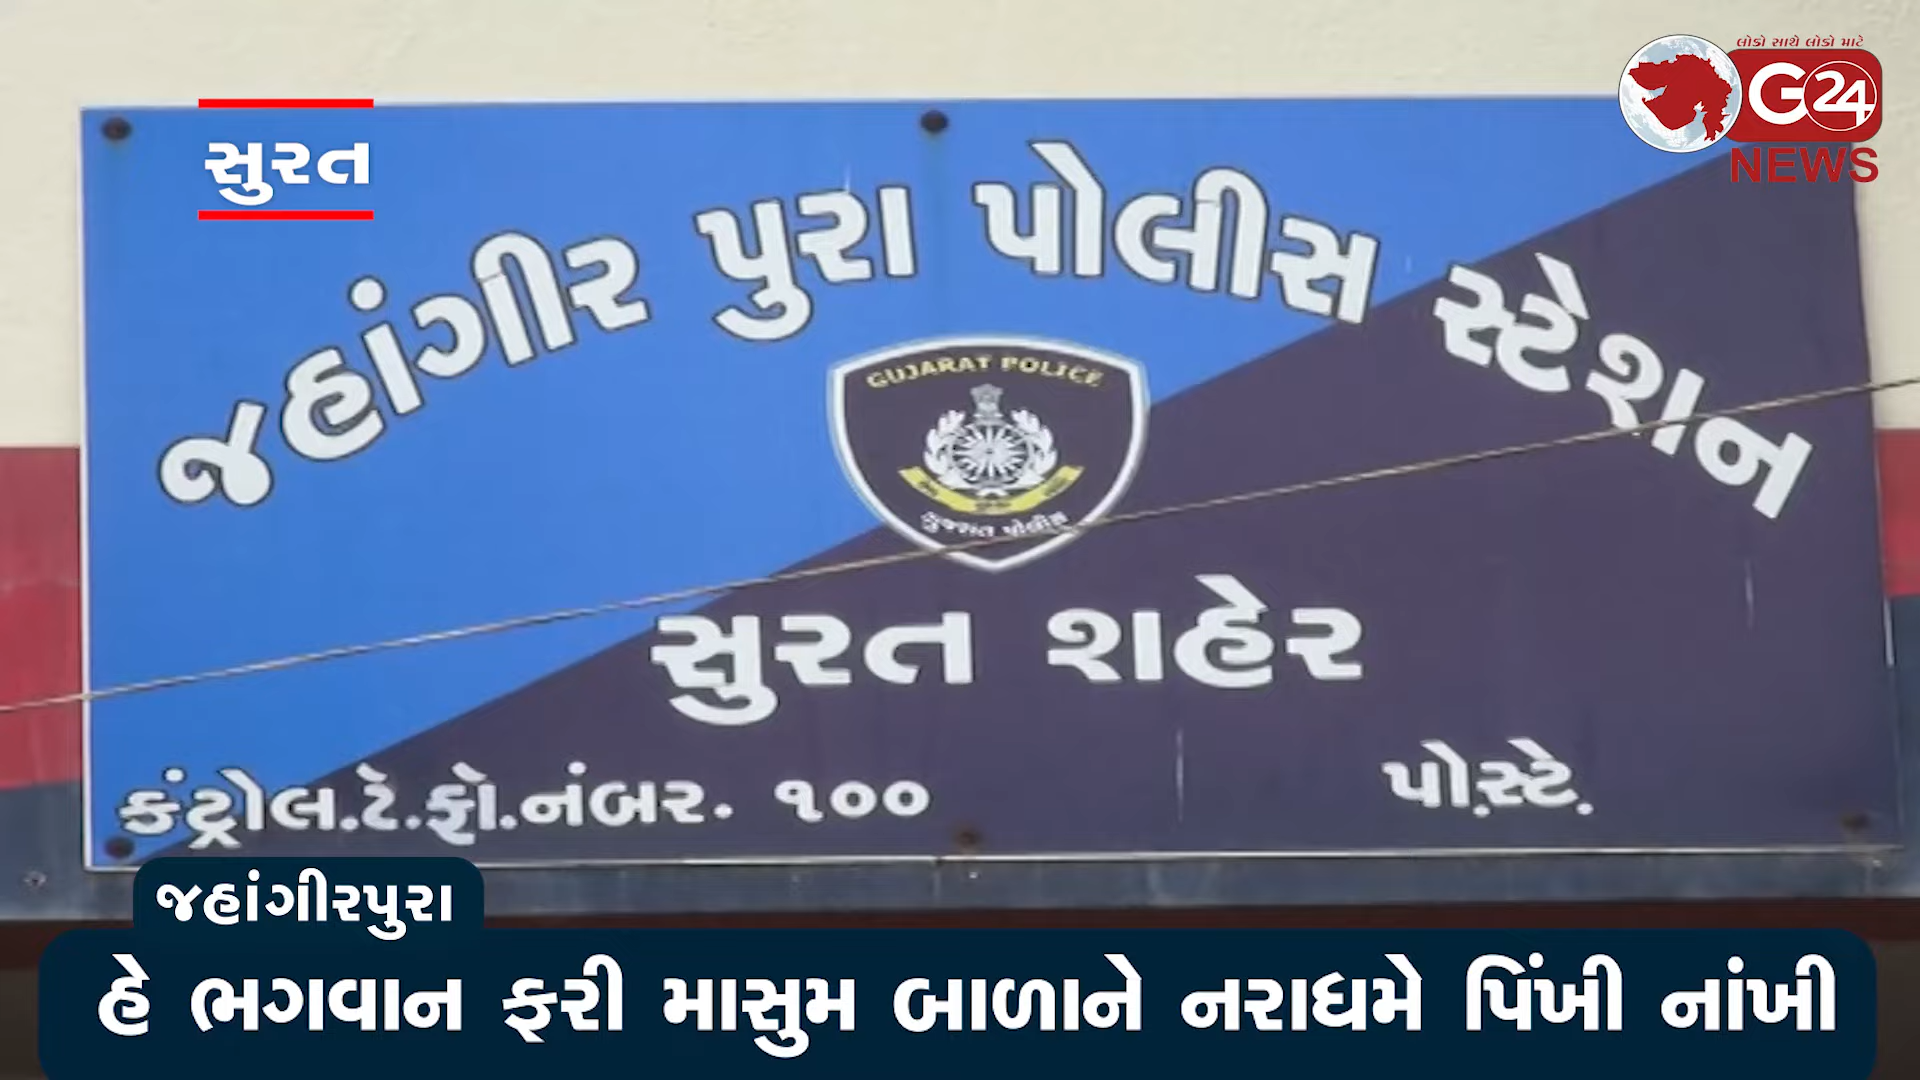 લોકો સાથે લોકો માટે
G24
NEWS
સુરત
જહાંગીર પુરા પોલીસ સ્ટેશન
GUJARAT POLICE
ગુજરાત પોલીસ
સુરત શહેર
કંટ્રોલ.ટે.ફો.નંબર. ૧૦૦
પો.સ્ટે.
જહાંગીરપુરા
હે ભગવાન ફરી માસુમ બાળાને નરાધમે પિંખી નાંખી